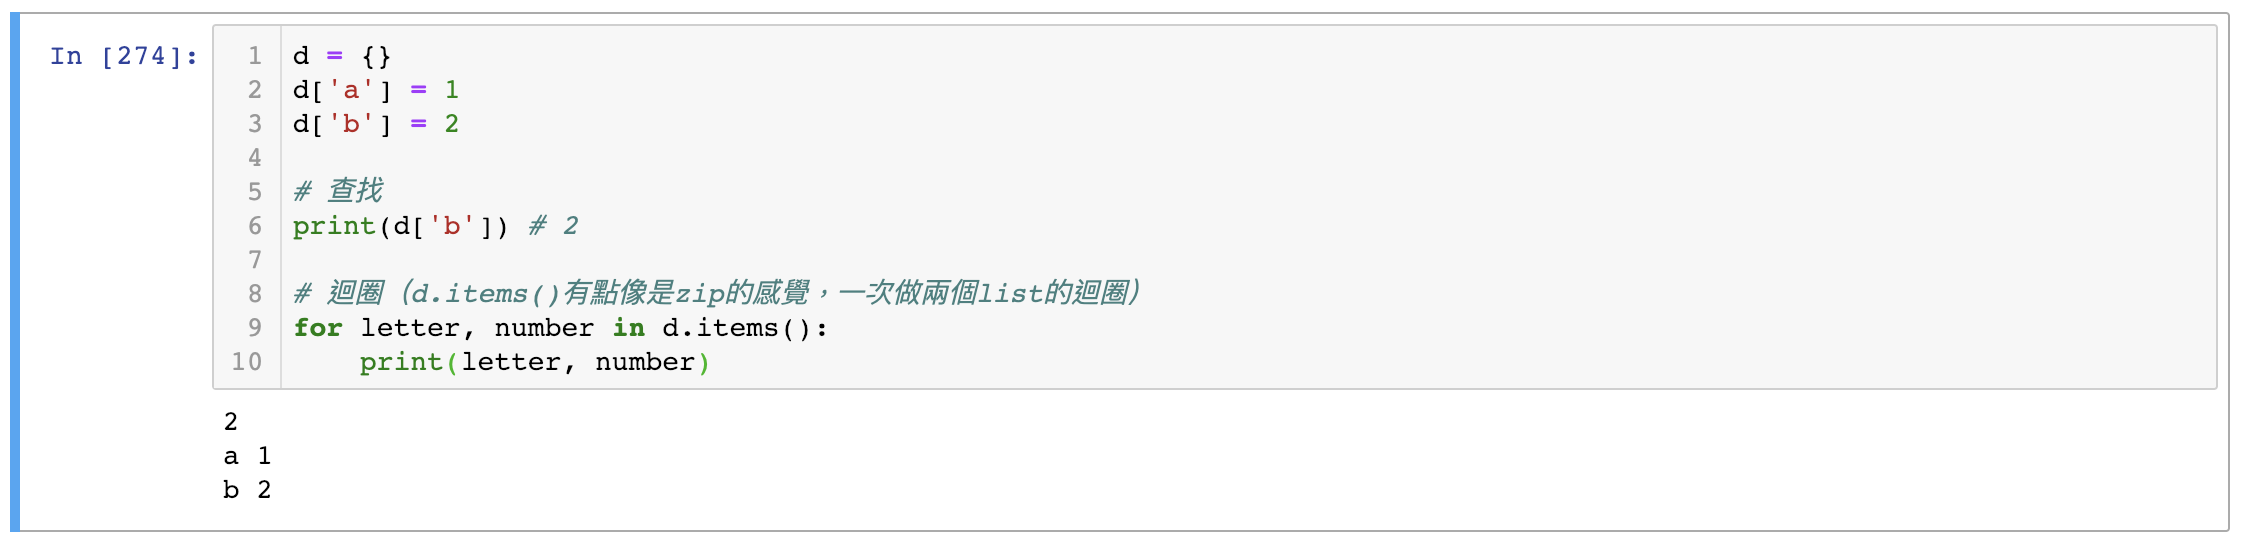 In [274]:
1 d = {}
2 d['a'] = 1
3 d['b'] = 2
4
5 # 查找
6 print(d['b']) # 2
7
8 # 迴圈（d.items()有點像是zip的感覺，一次做兩個list的迴圈）
9 for letter, number in d.items():
10     print(letter, number)
2
a 1
b 2